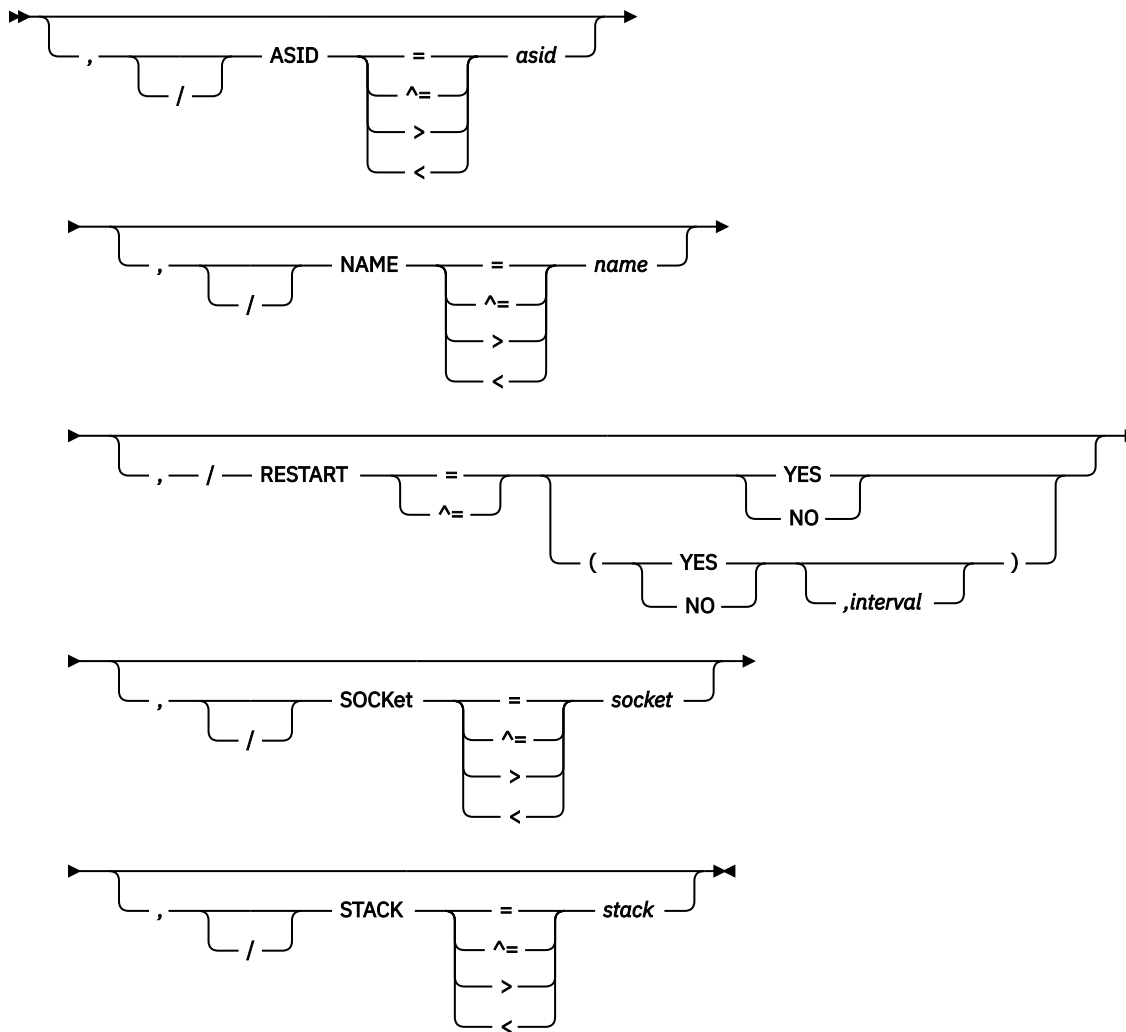 , ASID = asid
/ ^=
>
<
, NAME = name
/ ^=
>
<
, / RESTART = YES
^= NO
( YES )
NO ,interval
, SOCKet = socket
/ ^=
>
<
, STACK = stack
/ ^=
>
<